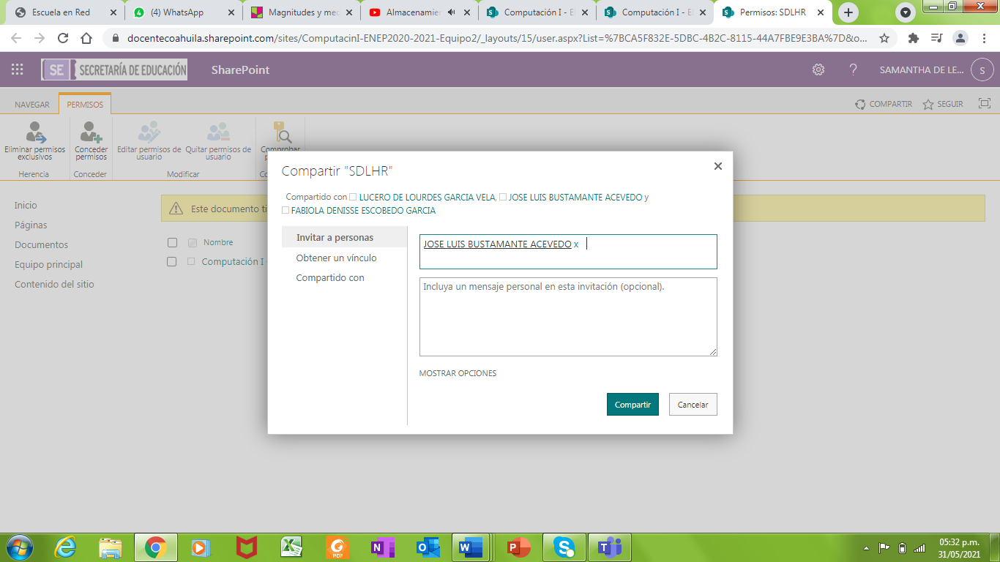 Escuela en Red
(4) WhatsApp
Magnitudes y mec
Almacenamie
Computación I - El
Computación I - El
Permisos: SDLHR
docentecoahuila.sharepoint.com/sites/ComputacinI-ENEP2020-2021-Equipo2/_layouts/15/user.aspx?List=%7BCA5F832E-5DBC-4B2C-8115-44A7FBE9E3BA%7D&o...
SE SECRETARÍA DE EDUCACIÓN
SharePoint
SAMANTHA DE LE...
S
NAVEGAR
PERMISOS
COMPARTIR
SEGUIR
Eliminar permisos exclusivos
Conceder permisos
Editar permisos de usuario
Quitar permisos de usuario
Comprobar
Herencia
Conceder
Modificar
Inicio
Páginas
Documentos
Equipo principal
Contenido del sitio
Este documento ti
Nombre
Computación I -
Compartir "SDLHR"
Compartido con LUCERO DE LOURDES GARCIA VELA, JOSE LUIS BUSTAMANTE ACEVEDO y
FABIOLA DENISSE ESCOBEDO GARCIA
Invitar a personas
Obtener un vínculo
Compartido con
JOSE LUIS BUSTAMANTE ACEVEDO x
Incluya un mensaje personal en esta invitación (opcional).
MOSTRAR OPCIONES
Compartir
Cancelar
05:32 p.m.
31/05/2021